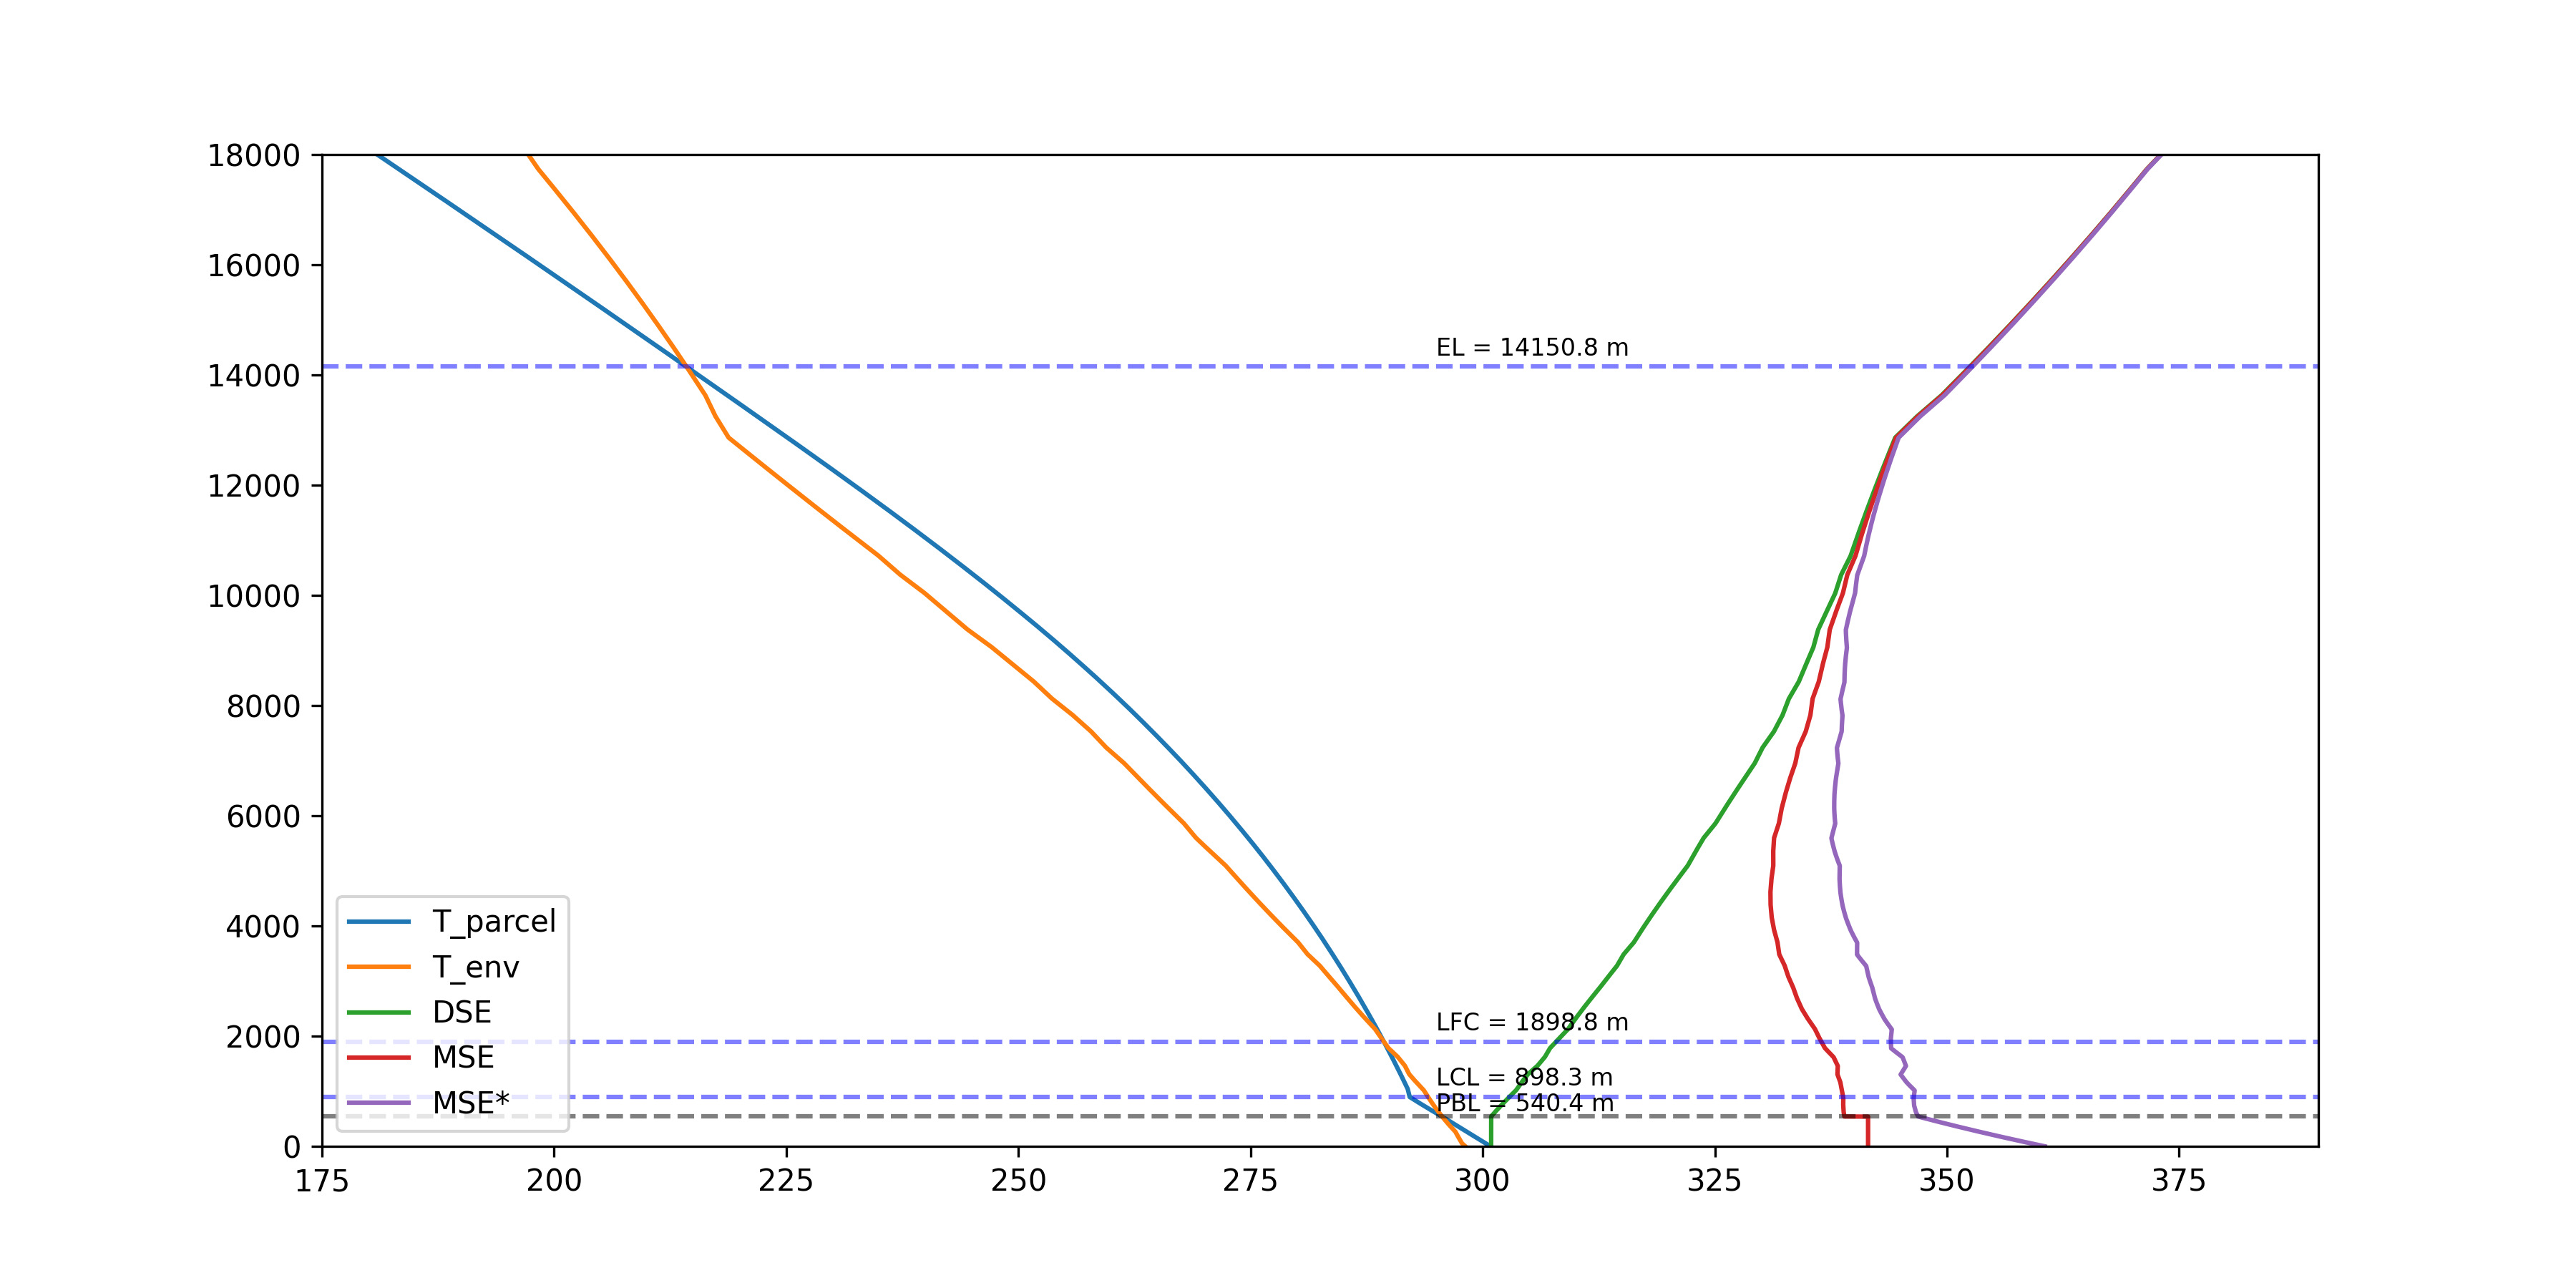 18000
16000
14000
12000
10000
8000
6000
4000
2000
0
EL = 14150.8 m
LFC = 1898.8 m
LCL = 898.3 m
PBL = 540.4 m
T_parcel
T_env
DSE
MSE
MSE*
175 200 225 250 275 300 325 350 375